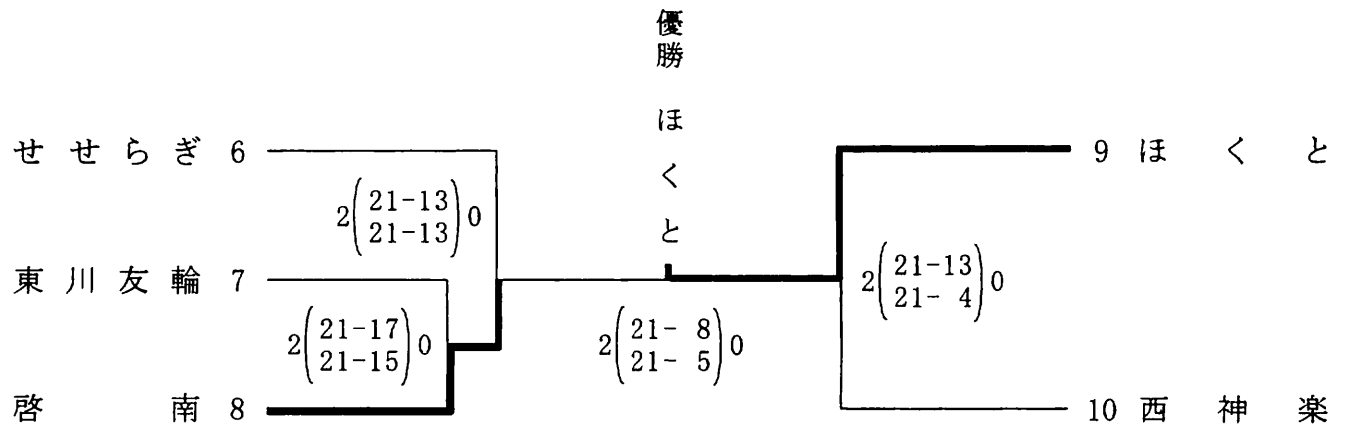 優勝 ほくと
せせらぎ 6
2(21-13 21-13)0
東川友輪 7
2(21-17 21-15)0
啓南 8
2(21- 8 21- 5)0
9 ほくと
2(21-13 21- 4)0
10 西神楽